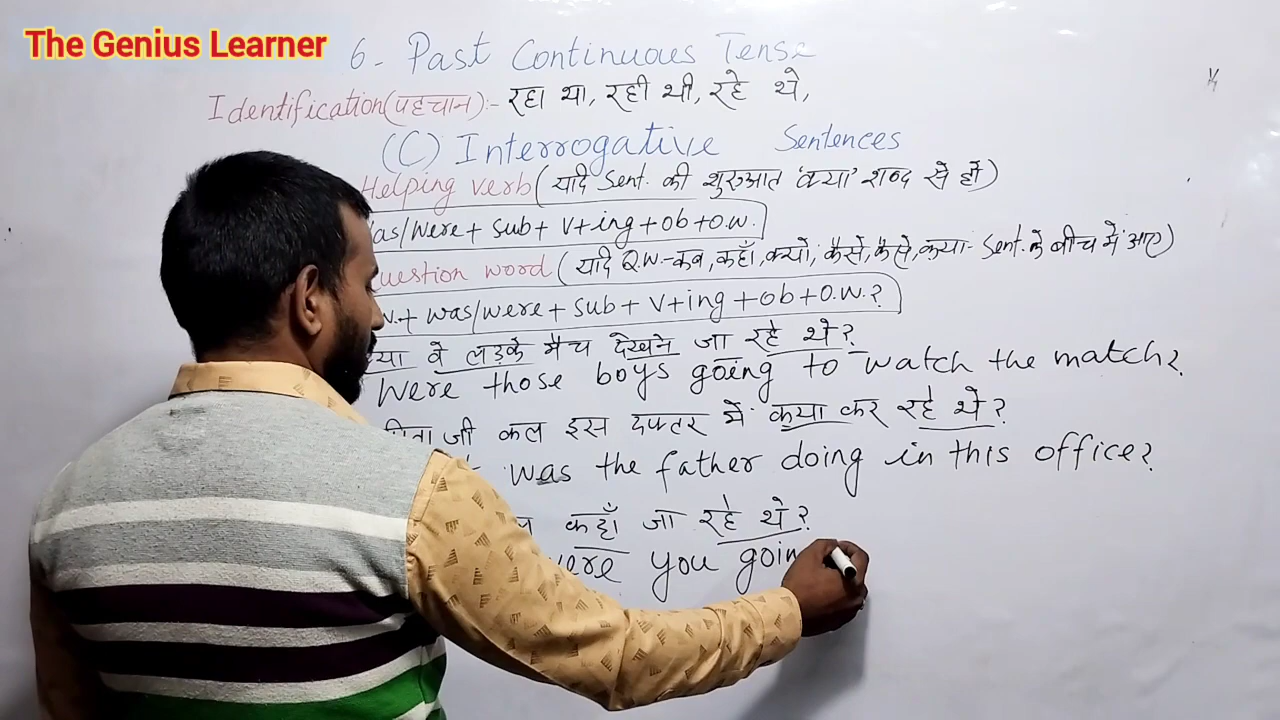 The Genius Learner
6- Past Continuous Tense
Identification(पहचान):- रहा था, रही थी, रहे थे,
(C) Interrogative Sentences
Helping verb (यदि Sent. की शुरुआत 'क्या' शब्द से हो)
as/were + sub + v+ing + ob + o.w.
uestion word (यदि Q.W.-कब, कहाँ, क्यों, कैसे, कैसे, क्या- Sent. के बीच में आए)
w.+ was/were + sub + v+ing + ob + o.w.?
या वे लड़के मैच देखने जा रहे थे?
Were those boys going to watch the match?
पिता जी कल इस दफ्तर में क्या कर रहे थे?
was the father doing in this office?
ल कहाँ जा रहे थे?
were you goin